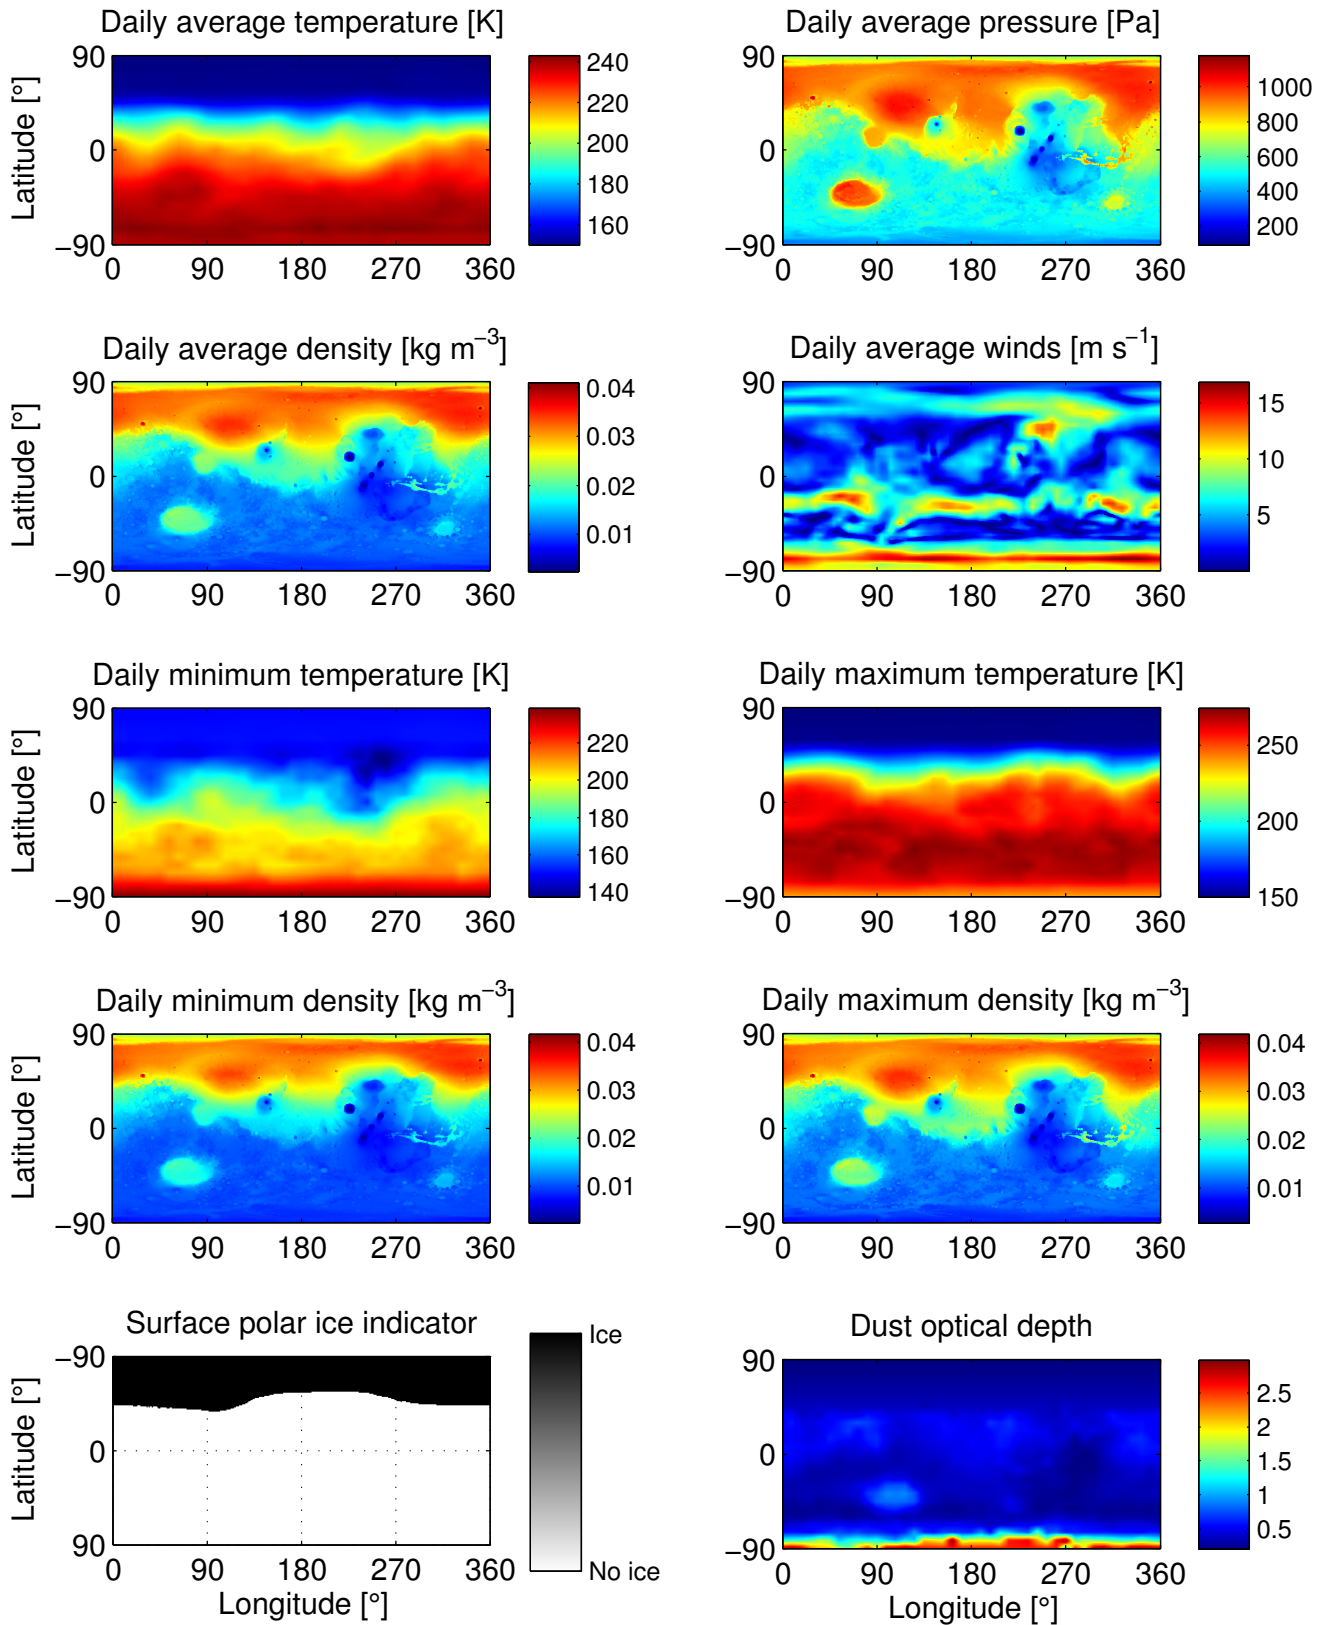 Daily average temperature [K]
Daily average pressure [Pa]
Latitude [°]
90
0
−90
0 90 180 270 360
240
220
200
180
160
90
0
−90
0 90 180 270 360
1000
800
600
400
200
Daily average density [kg m−3]
Daily average winds [m s−1]
Latitude [°]
90
0
−90
0 90 180 270 360
0.04
0.03
0.02
0.01
90
0
−90
0 90 180 270 360
15
10
5
Daily minimum temperature [K]
Daily maximum temperature [K]
Latitude [°]
90
0
−90
0 90 180 270 360
220
200
180
160
140
90
0
−90
0 90 180 270 360
250
200
150
Daily minimum density [kg m−3]
Daily maximum density [kg m−3]
Latitude [°]
90
0
−90
0 90 180 270 360
0.04
0.03
0.02
0.01
90
0
−90
0 90 180 270 360
0.04
0.03
0.02
0.01
Surface polar ice indicator
Dust optical depth
Latitude [°]
−90
0
90
0 90 180 270 360
Longitude [°]
Ice
No ice
90
0
−90
0 90 180 270 360
Longitude [°]
2.5
2
1.5
1
0.5